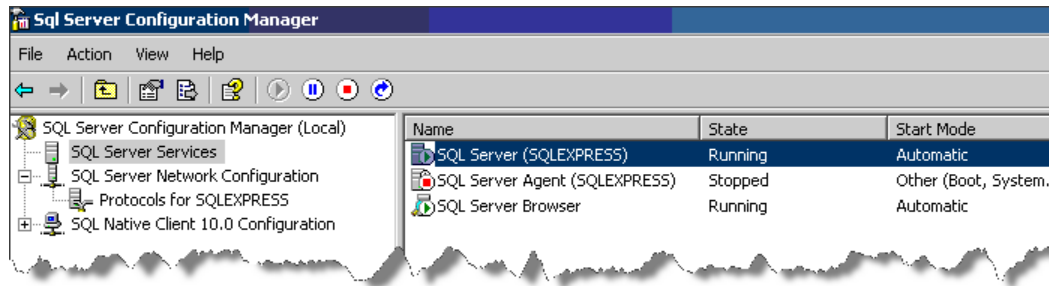 Sql Server Configuration Manager
File Action View Help
SQL Server Configuration Manager (Local)
SQL Server Services
SQL Server Network Configuration
Protocols for SQLEXPRESS
SQL Native Client 10.0 Configuration
Name State Start Mode
SQL Server (SQLEXPRESS) Running Automatic
SQL Server Agent (SQLEXPRESS) Stopped Other (Boot, System.
SQL Server Browser Running Automatic